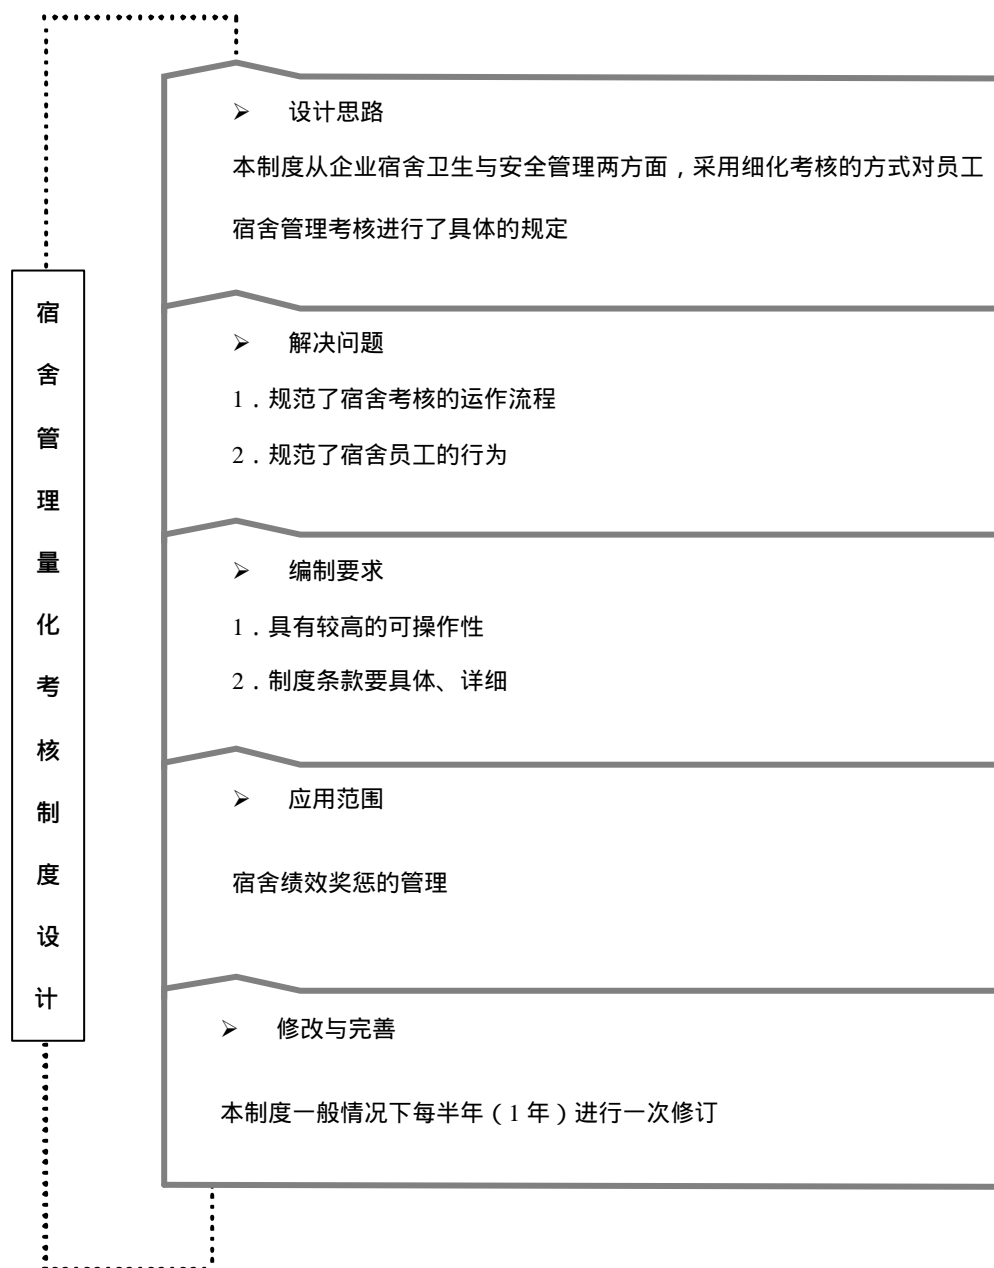 宿舍管理量化考核制度设计
➢ 设计思路
本制度从企业宿舍卫生与安全管理两方面，采用细化考核的方式对员工
宿舍管理考核进行了具体的规定
➢ 解决问题
1．规范了宿舍考核的运作流程
2．规范了宿舍员工的行为
➢ 编制要求
1．具有较高的可操作性
2．制度条款要具体、详细
➢ 应用范围
宿舍绩效奖惩的管理
➢ 修改与完善
本制度一般情况下每半年（1 年）进行一次修订